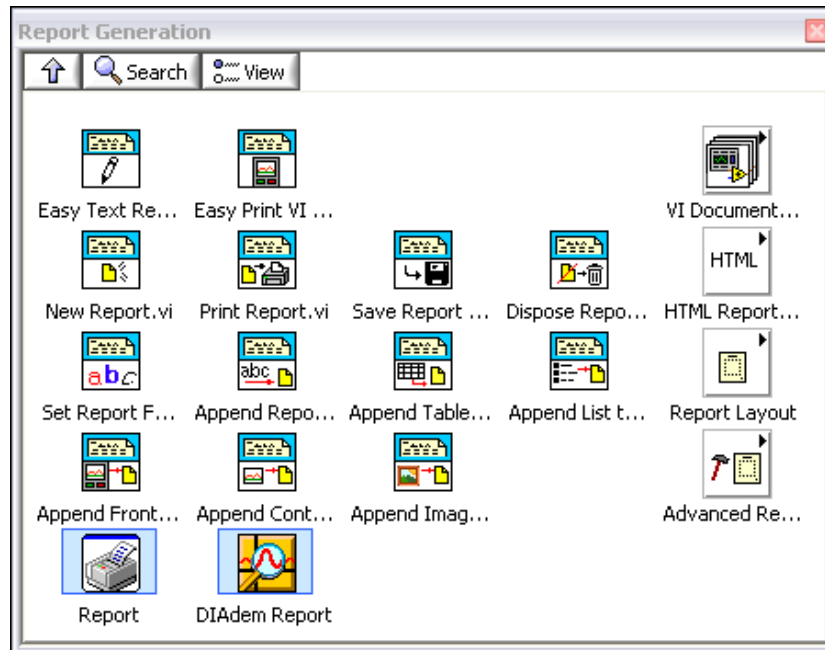 Report Generation
Search View
Easy Text Re... Easy Print VI ... VI Document...
HTML
New Report.vi Print Report.vi Save Report ... Dispose Repo... HTML Report...
abc abc
Set Report F... Append Repo... Append Table... Append List t... Report Layout
Append Front... Append Cont... Append Imag... Advanced Re...
Report DIAdem Report